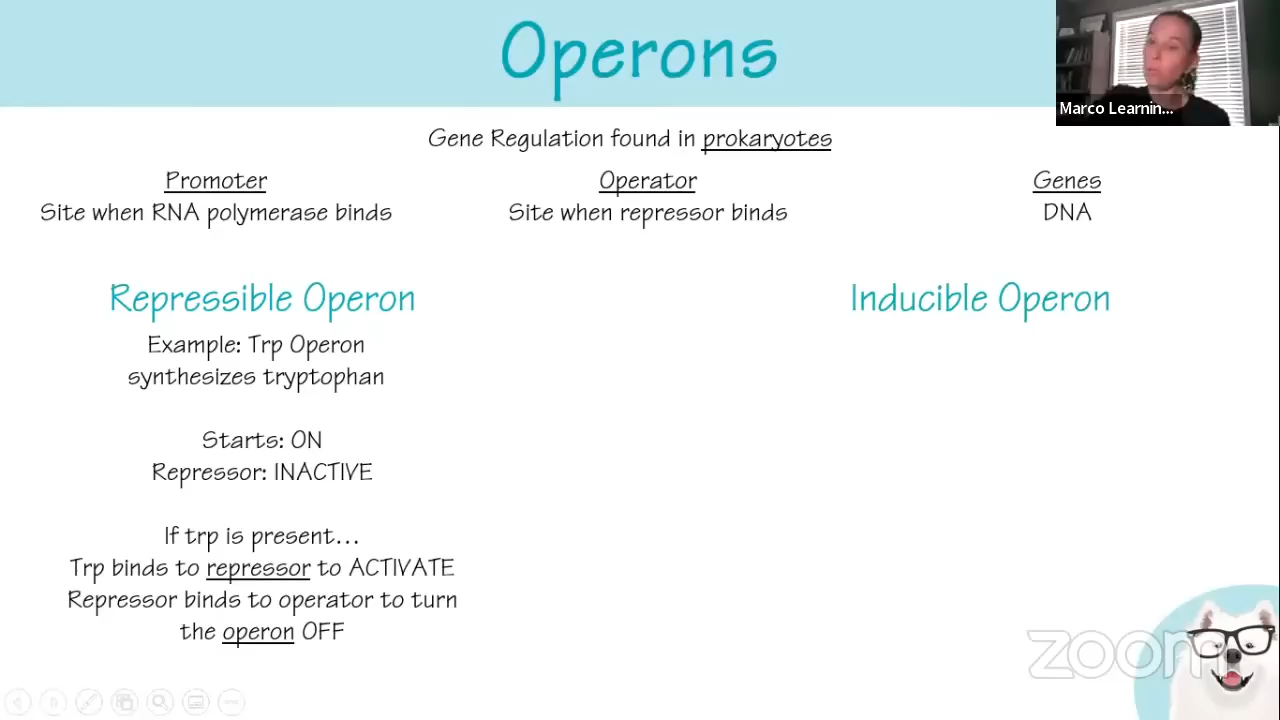 Operons
Marco Learnin...
Gene Regulation found in prokaryotes
Promoter
Site when RNA polymerase binds
Operator
Site when repressor binds
Genes
DNA
Repressible Operon
Example: Trp Operon
synthesizes tryptophan
Starts: ON
Repressor: INACTIVE
If trp is present...
Trp binds to repressor to ACTIVATE
Repressor binds to operator to turn
the operon OFF
Inducible Operon
zoom